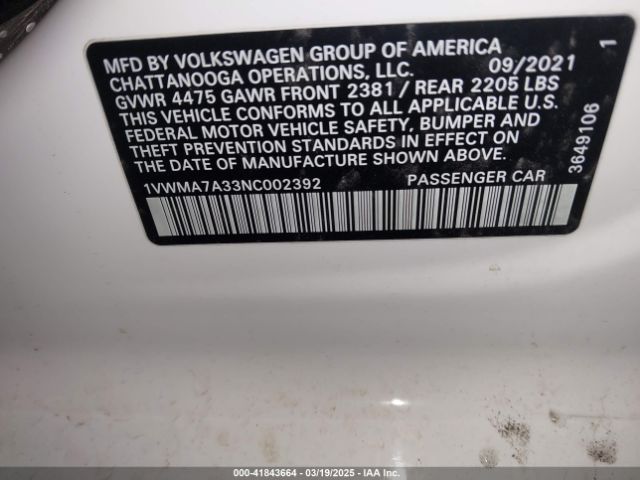 MFD BY VOLKSWAGEN GROUP OF AMERICA
CHATTANOOGA OPERATIONS, LLC. 09/2021 1
GVWR 4475 GAWR FRONT 2381 / REAR 2205 LBS
THIS VEHICLE CONFORMS TO ALL APPLICABLE U.S.
FEDERAL MOTOR VEHICLE SAFETY, BUMPER AND
THEFT PREVENTION STANDARDS IN EFFECT ON
THE DATE OF MANUFACTURE SHOWN ABOVE.
1VWMA7A33NC002392 PASSENGER CAR
3649106
000-41843664 / 03/19/2025 - IAA Inc.